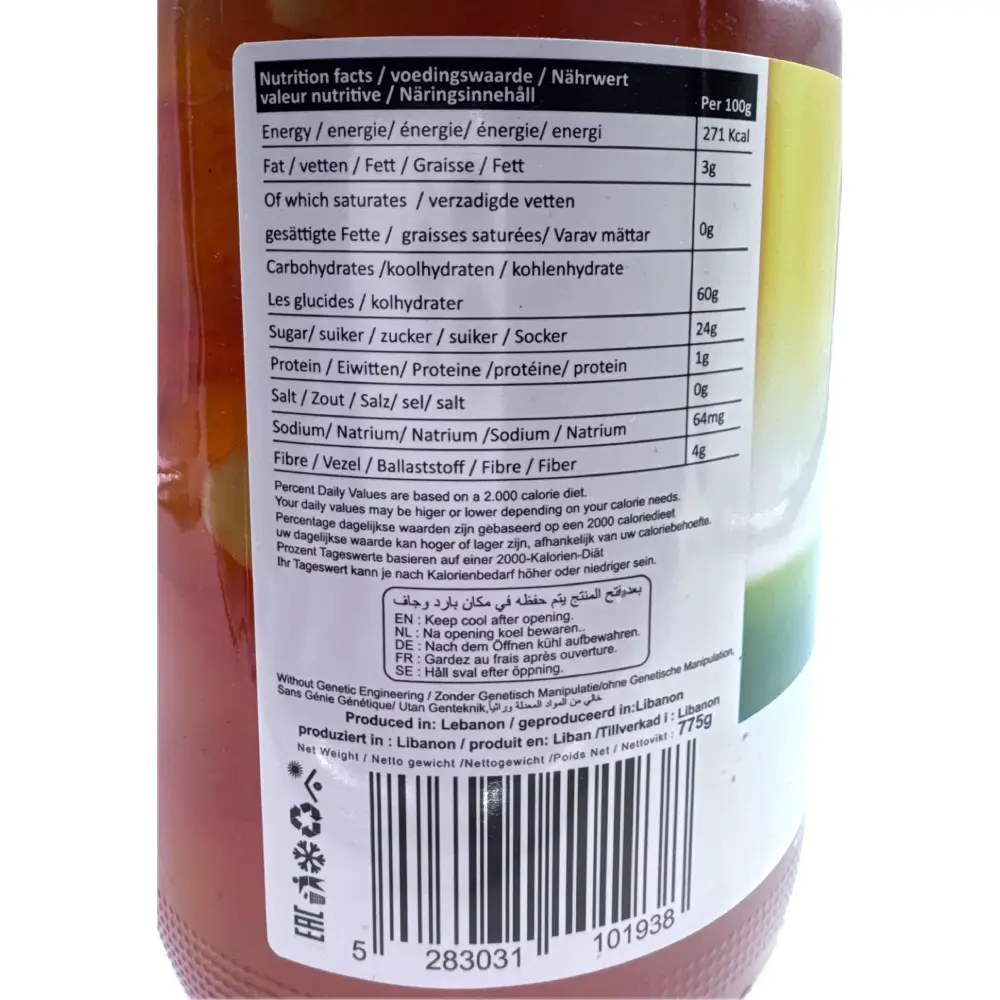 Nutrition facts / voedingswaarde / Nährwert
valeur nutritive / Näringsinnehåll
Per 100g
Energy / energie/ énergie/ énergie/ energi 271 Kcal
Fat / vetten / Fett / Graisse / Fett 3g
Of which saturates / verzadigde vetten
gesättigte Fette / graisses saturées/ Varav mättar 0g
Carbohydrates /koolhydraten / kohlenhydrate
Les glucides / kolhydrater 60g
Sugar/ suiker / zucker / suiker / Socker 24g
Protein / Eiwitten/ Proteine /protéine/ protein 1g
Salt / Zout / Salz/ sel/ salt 0g
Sodium/ Natrium/ Natrium /Sodium / Natrium 64mg
Fibre / Vezel / Ballaststoff / Fibre / Fiber 4g
Percent Daily Values are based on a 2.000 calorie diet.
Your daily values may be higer or lower depending on your calorie needs.
Percentage dagelijkse waarden zijn gebaseerd op een 2000 caloriedieet
uw dagelijkse waarde kan hoger of lager zijn, afhankelijk van uw caloriebehoefte.
Prozent Tageswerte basieren auf einer 2000-Kalorien-Diät
Ihr Tageswert kann je nach Kalorienbedarf höher oder niedriger sein.
بعد فتح المنتج يتم حفظه في مكان بارد وجاف
EN : Keep cool after opening.
NL : Na opening koel bewaren..
DE : Nach dem Öffnen kühl aufbewahren.
FR : Gardez au frais après ouverture.
SE : Håll sval efter öppning.
Without Genetic Engineering / Zonder Genetisch Manipulatie/ohne Genetische Manipulation,
Sans Génie Génétique/ Utan Genteknik, خالي من المواد المعدلة وراثياً
Produced in: Lebanon / geproduceerd in:Libanon
produziert in : Libanon / produit en: Liban /Tillverkad i : Libanon
Net Weight / Netto gewicht /Nettogewicht /Poids Net / Nettovikt : 775g
EAC
5 283031 101938